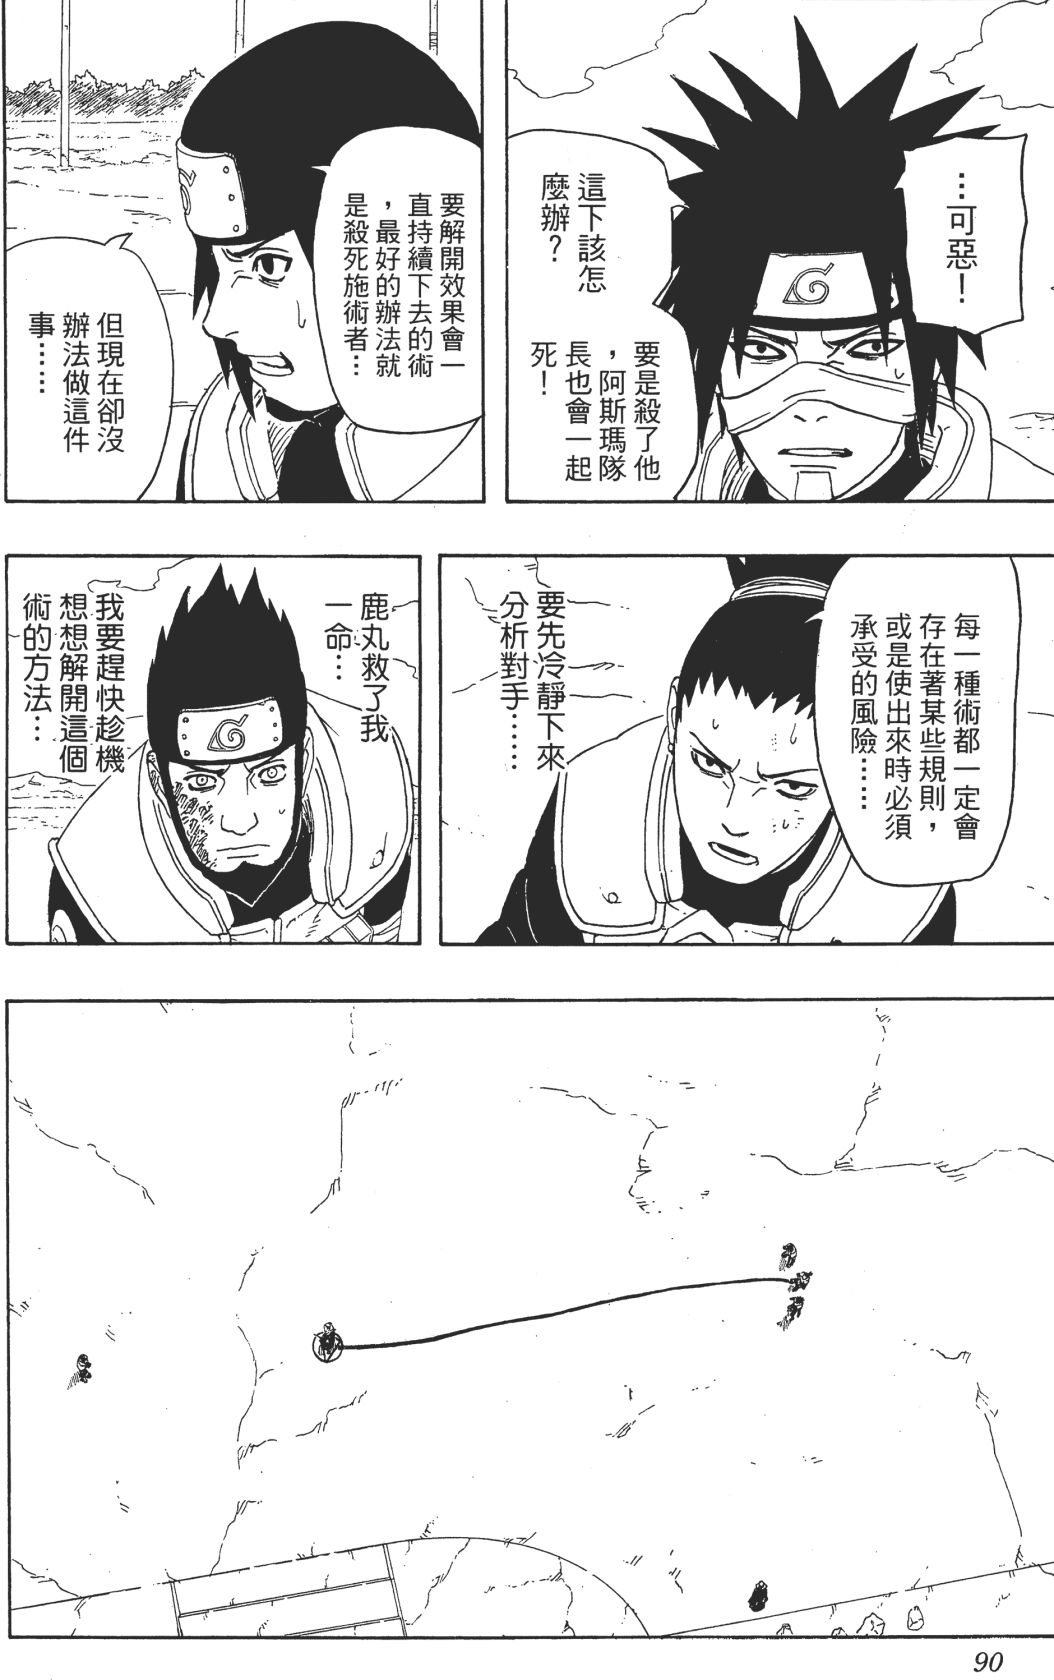 …可惡！
這下該怎
麼辦？
要是殺了他
，阿斯瑪隊
長也會一起
死！
要解開效果會一
直持續下去的術
，最好的辦法就
是殺死施術者…
但現在卻沒
辦法做這件
事……
每一種術都一定會
存在著某些規則，
或是使出來時必須
承受的風險……
要先冷靜下來
分析對手……
鹿丸救了我
一命…
我要趕快趁機
想想解開這個
術的方法…
90